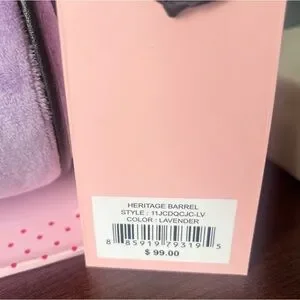 HERITAGE BARREL
STYLE : 11JCDQCJC-LV
COLOR : LAVENDER
8 85919 79319 5
$ 99.00